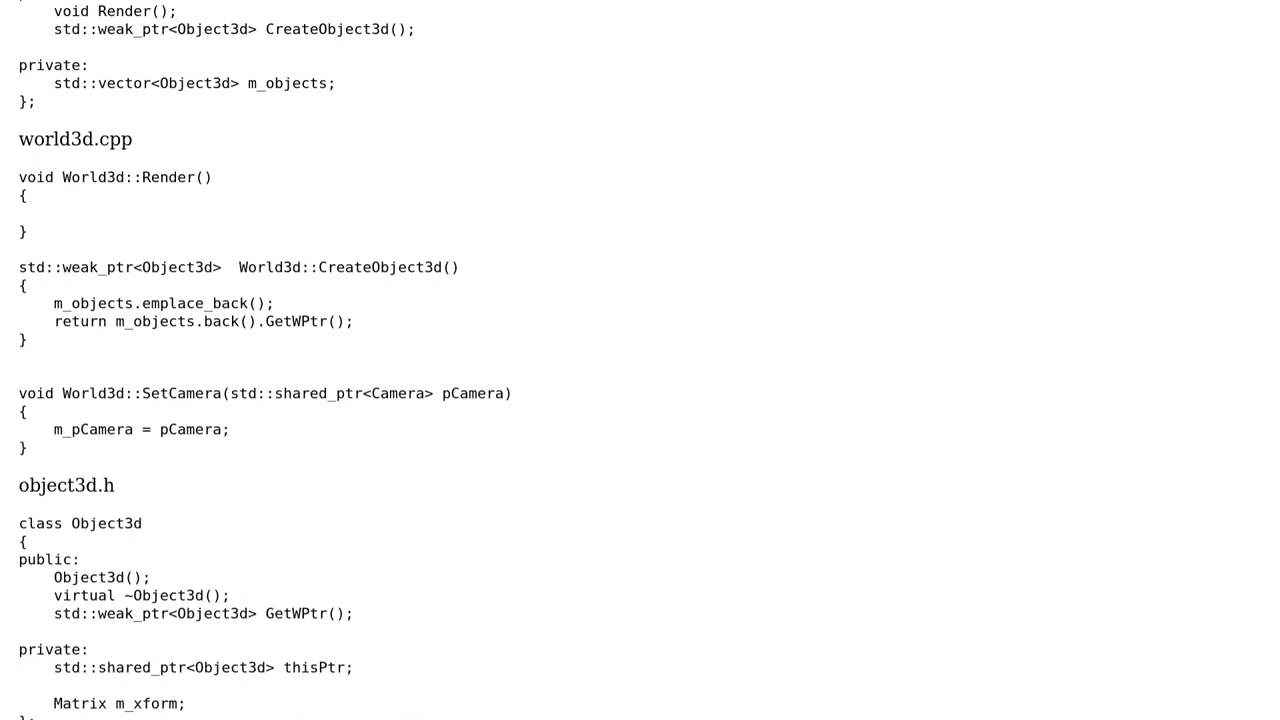 void Render();
std::weak_ptr<Object3d> CreateObject3d();
private:
std::vector<Object3d> m_objects;
};
world3d.cpp
void World3d::Render()
{
}
std::weak_ptr<Object3d>  World3d::CreateObject3d()
{
m_objects.emplace_back();
return m_objects.back().GetWPtr();
}
void World3d::SetCamera(std::shared_ptr<Camera> pCamera)
{
m_pCamera = pCamera;
}
object3d.h
class Object3d
{
public:
Object3d();
virtual ~Object3d();
std::weak_ptr<Object3d> GetWPtr();
private:
std::shared_ptr<Object3d> thisPtr;
Matrix m_xform;